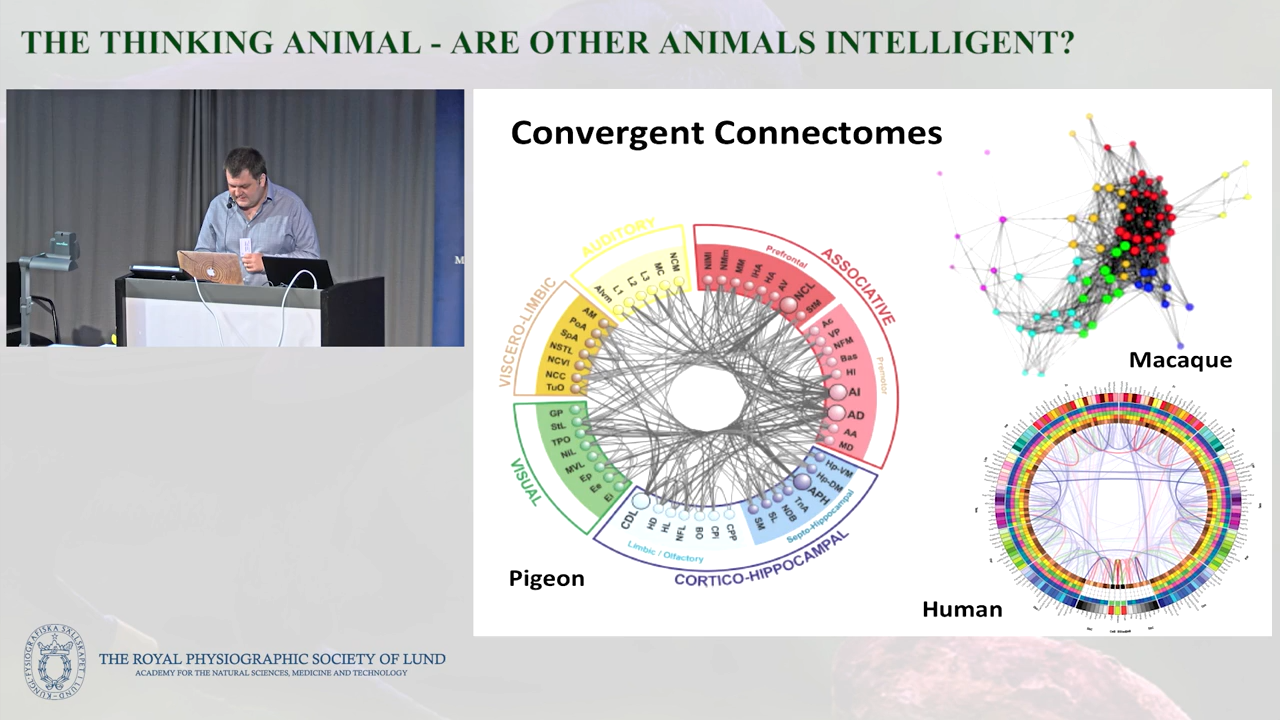 THE THINKING ANIMAL - ARE OTHER ANIMALS INTELLIGENT?
Convergent Connectomes
AUDITORY
Aivm
L1
L2
L3
MC
NCM
ASSOCIATIVE
Prefrontal
NIMl
NMm
MM
IHA
HA
AV
NCL
StM
Ac
VP
NFM
Bas
HI
AI
AD
AA
MD
Premotor
VISCERO-LIMBIC
AM
PoA
SpA
NSTL
NCVl
NCC
TuO
VISUAL
GP
StL
TPO
NIL
MVL
Ep
Ee
Ei
CORTICO-HIPPOCAMPAL
Limbic / Olfactory
CDL
HD
HL
NFL
BO
CPi
CPP
Septo-Hippocampal
Hp-VM
Hp-DM
APH
TnA
NDB
SL
SM
Pigeon
Macaque
Human
M
THE ROYAL PHYSIOGRAPHIC SOCIETY OF LUND
ACADEMY FOR THE NATURAL SCIENCES, MEDICINE AND TECHNOLOGY